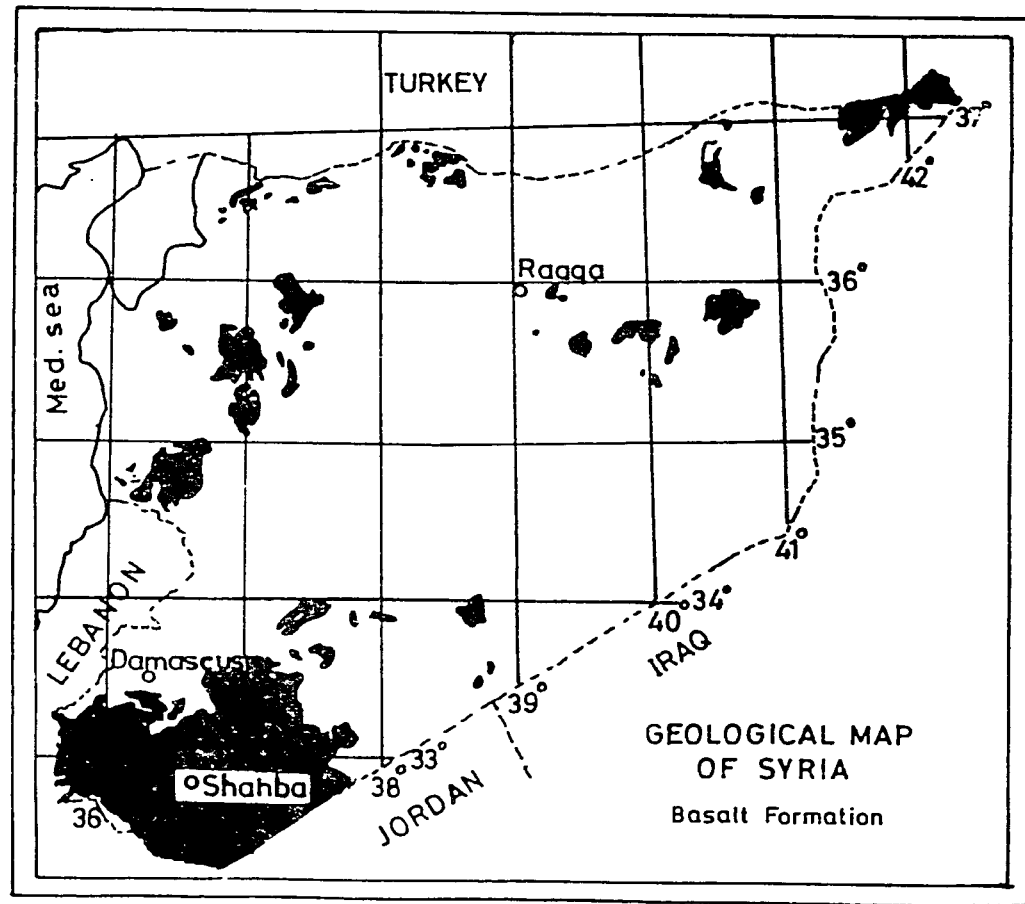 TURKEY
37°
42°
Raqqa
36°
Med. sea
35°
41°
34°
40°
LEBANON
IRAQ
Damascus
39°
GEOLOGICAL MAP
OF SYRIA
33°
38°
Shahba
JORDAN
Basalt Formation
36